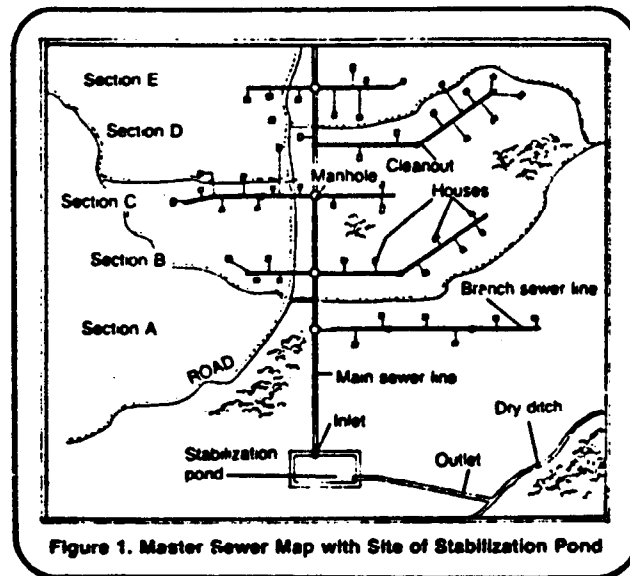 Section E
Section D
Cleanout
Manhole
Houses
Section C
Section B
Branch sewer line
Section A
ROAD
Main sewer line
Inlet
Dry ditch
Stabilization
pond
Outlet
Figure 1. Master Sewer Map with Site of Stabilization Pond